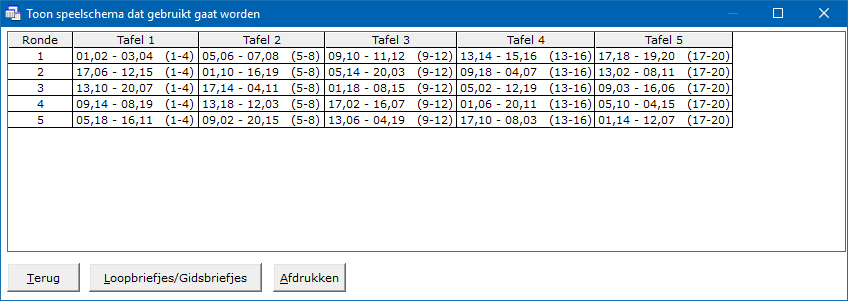 Toon speelschema dat gebruikt gaat worden
Ronde Tafel 1 Tafel 2 Tafel 3 Tafel 4 Tafel 5
1 01,02 - 03,04 (1-4) 05,06 - 07,08 (5-8) 09,10 - 11,12 (9-12) 13,14 - 15,16 (13-16) 17,18 - 19,20 (17-20)
2 17,06 - 12,15 (1-4) 01,10 - 16,19 (5-8) 05,14 - 20,03 (9-12) 09,18 - 04,07 (13-16) 13,02 - 08,11 (17-20)
3 13,10 - 20,07 (1-4) 17,14 - 04,11 (5-8) 01,18 - 08,15 (9-12) 05,02 - 12,19 (13-16) 09,03 - 16,06 (17-20)
4 09,14 - 08,19 (1-4) 13,18 - 12,03 (5-8) 17,02 - 16,07 (9-12) 01,06 - 20,11 (13-16) 05,10 - 04,15 (17-20)
5 05,18 - 16,11 (1-4) 09,02 - 20,15 (5-8) 13,06 - 04,19 (9-12) 17,10 - 08,03 (13-16) 01,14 - 12,07 (17-20)
Terug Loopbriefjes/Gidsbriefjes Afdrukken